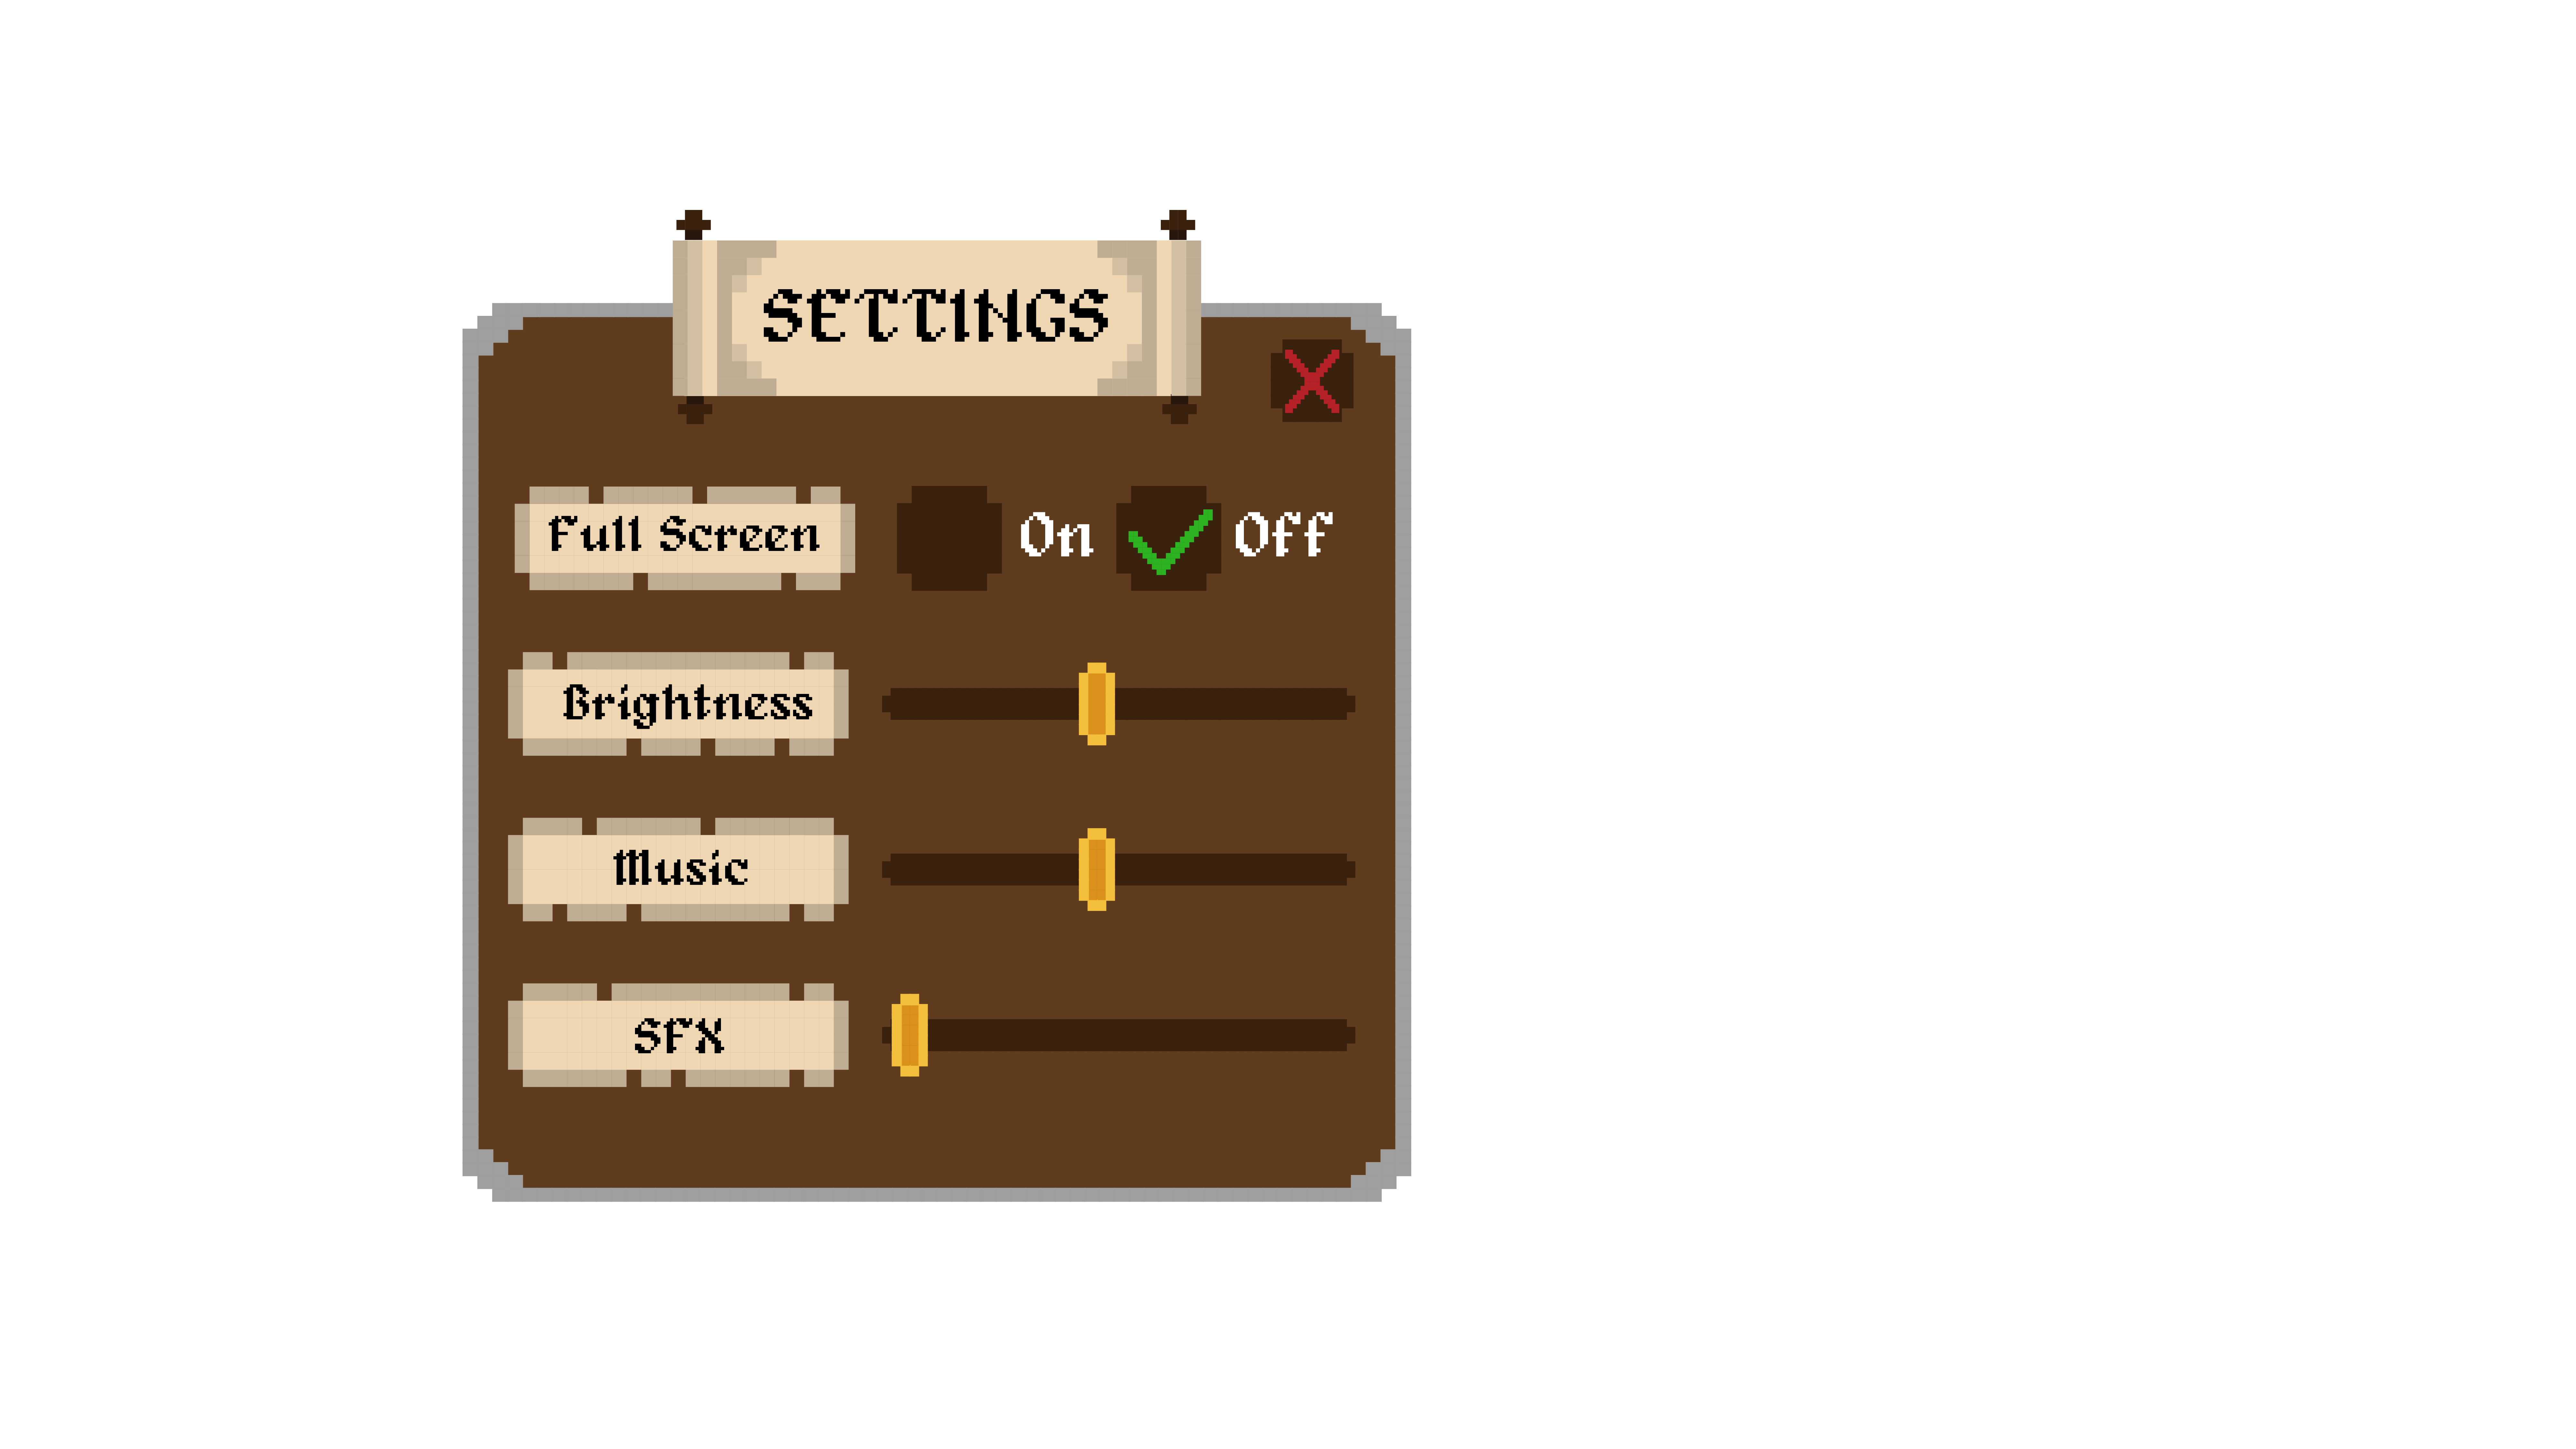 SETTINGS
Full Screen On Off
Brightness
Music
SFX